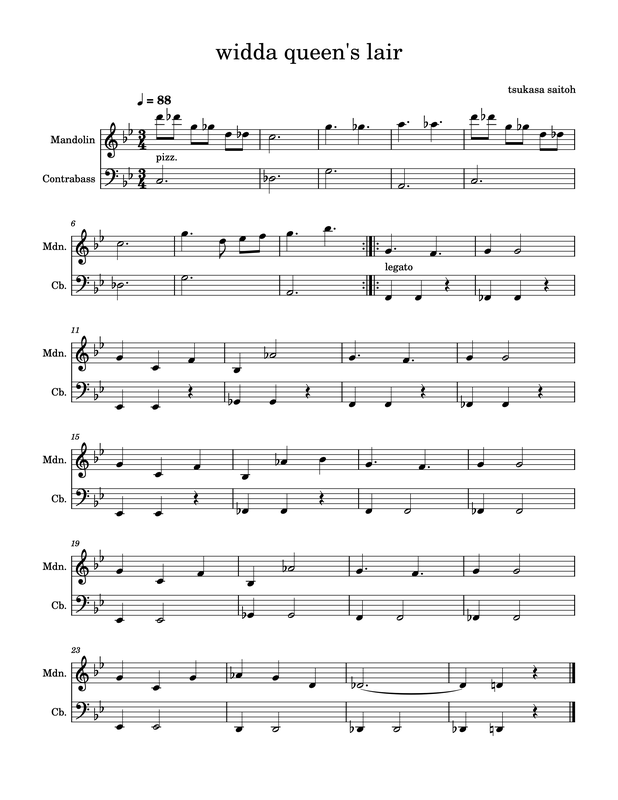 widda queen's lair
tsukasa saitoh
♩ = 88
Mandolin
pizz.
Contrabass
6
Mdn.
Cb.
legato
11
Mdn.
Cb.
15
Mdn.
Cb.
19
Mdn.
Cb.
23
Mdn.
Cb.